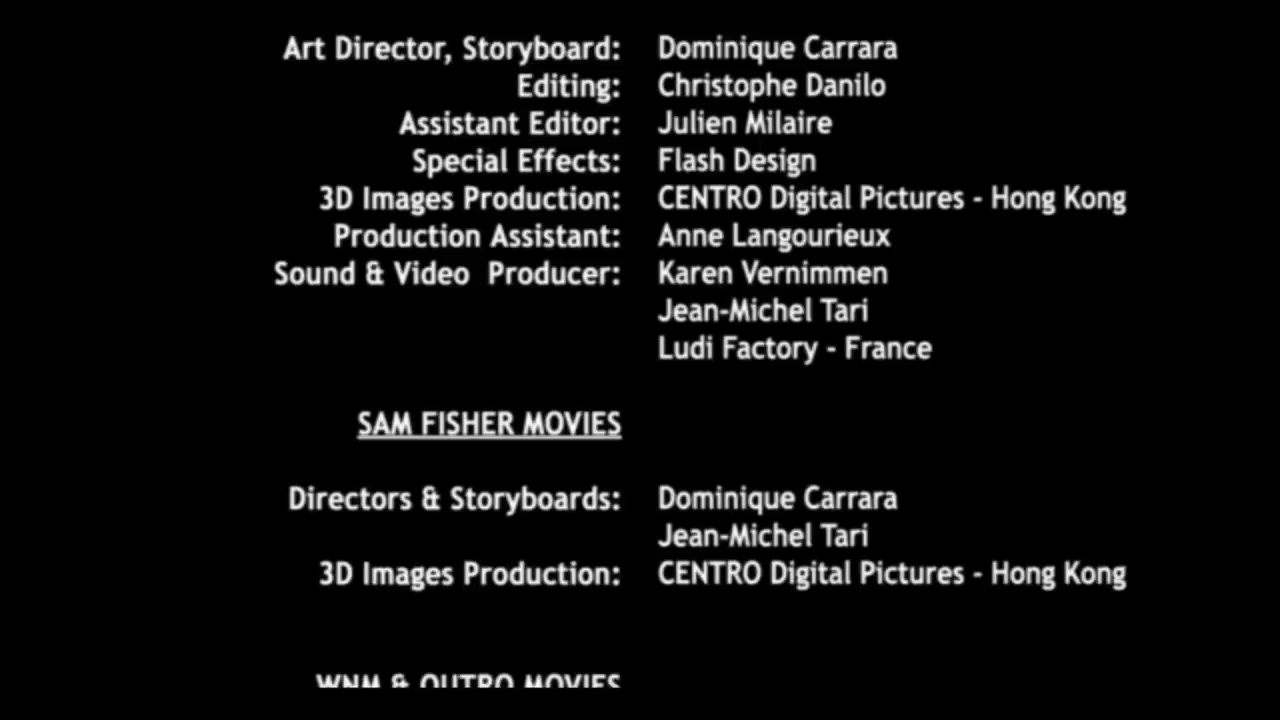 Art Director, Storyboard: Dominique Carrara
Editing: Christophe Danilo
Assistant Editor: Julien Milaire
Special Effects: Flash Design
3D Images Production: CENTRO Digital Pictures - Hong Kong
Production Assistant: Anne Langourieux
Sound & Video Producer: Karen Vernimmen
Jean-Michel Tari
Ludi Factory - France
SAM FISHER MOVIES
Directors & Storyboards: Dominique Carrara
Jean-Michel Tari
3D Images Production: CENTRO Digital Pictures - Hong Kong
WNM & OUTRO MOVIES